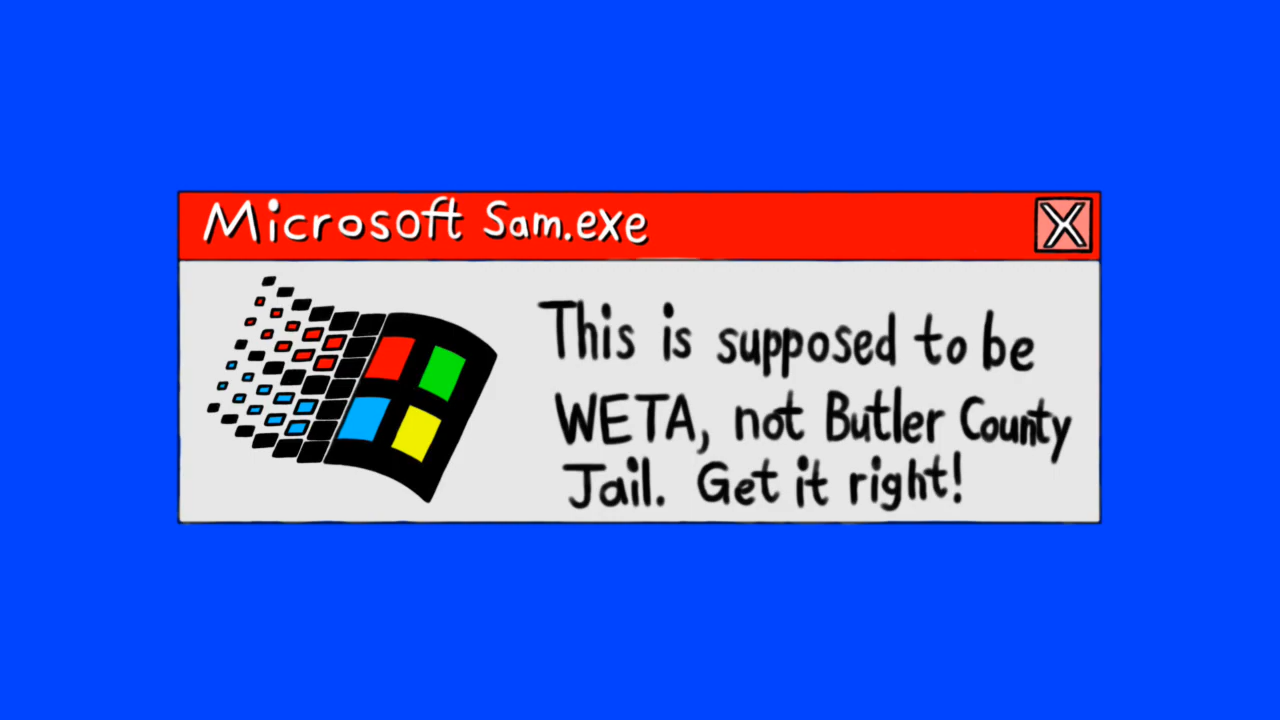 Microsoft Sam.exe
X
This is supposed to be
WETA, not Butler County
Jail. Get it right!